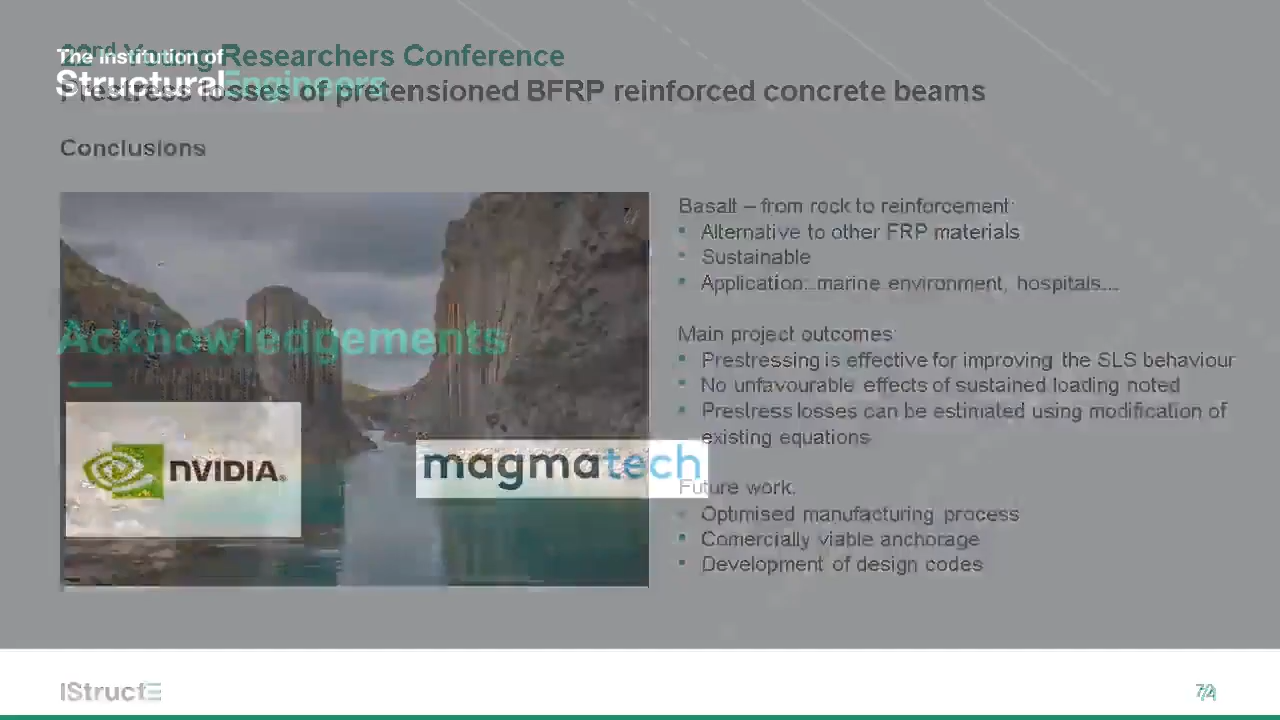 22nd Young Researchers Conference
The Institution of
Structural Engineers
Prestress losses of pretensioned BFRP reinforced concrete beams
Conclusions
Basalt – from rock to reinforcement:
Alternative to other FRP materials
Sustainable
Application: marine environment, hospitals...
Acknowledgements
Main project outcomes:
Prestressing is effective for improving the SLS behaviour
No unfavourable effects of sustained loading noted
Prestress losses can be estimated using modification of
existing equations
nVIDIA
magmatech
Future work:
Optimised manufacturing process
Comercially viable anchorage
Development of design codes
IStructE